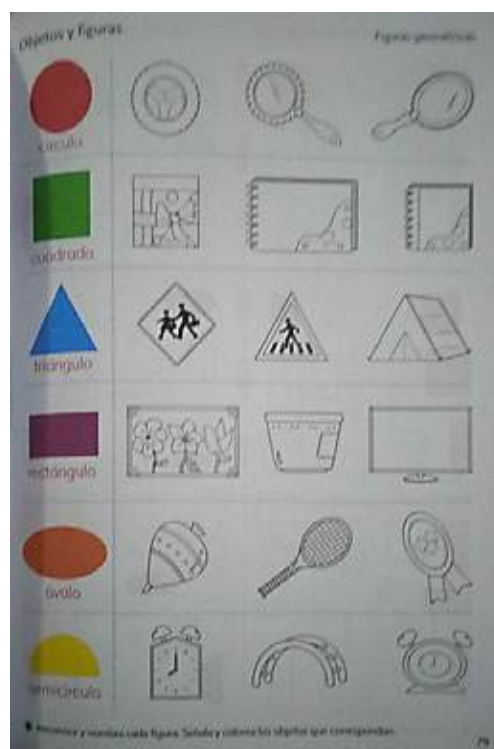 Objetos y figuras
Figuras geométricas
círculo
cuadrado
triángulo
rectángulo
óvalo
semicírculo
Reconoce y nombra cada figura. Señala y colorea los objetos que correspondan.
79